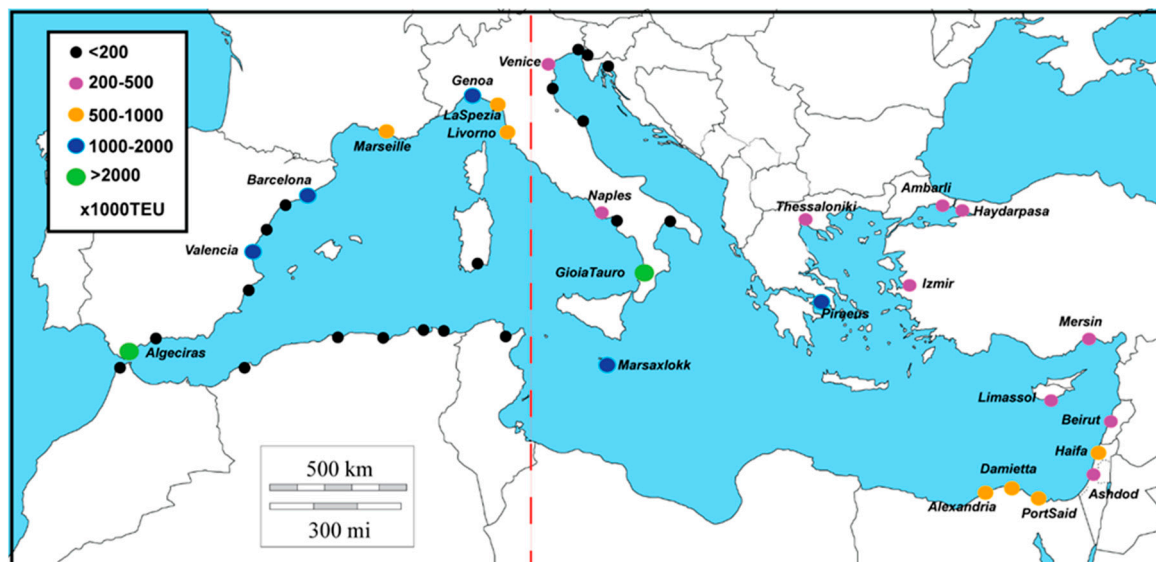 <200
200-500
500-1000
1000-2000
>2000
x1000TEU
Venice
Genoa
LaSpezia
Livorno
Marseille
Barcelona
Valencia
Algeciras
Naples
GioiaTauro
Marsaxlokk
Thessaloniki
Ambarli
Haydarpasa
Izmir
Piraeus
Mersin
Limassol
Beirut
Haifa
Ashdod
Damietta
Alexandria
PortSaid
500 km
300 mi